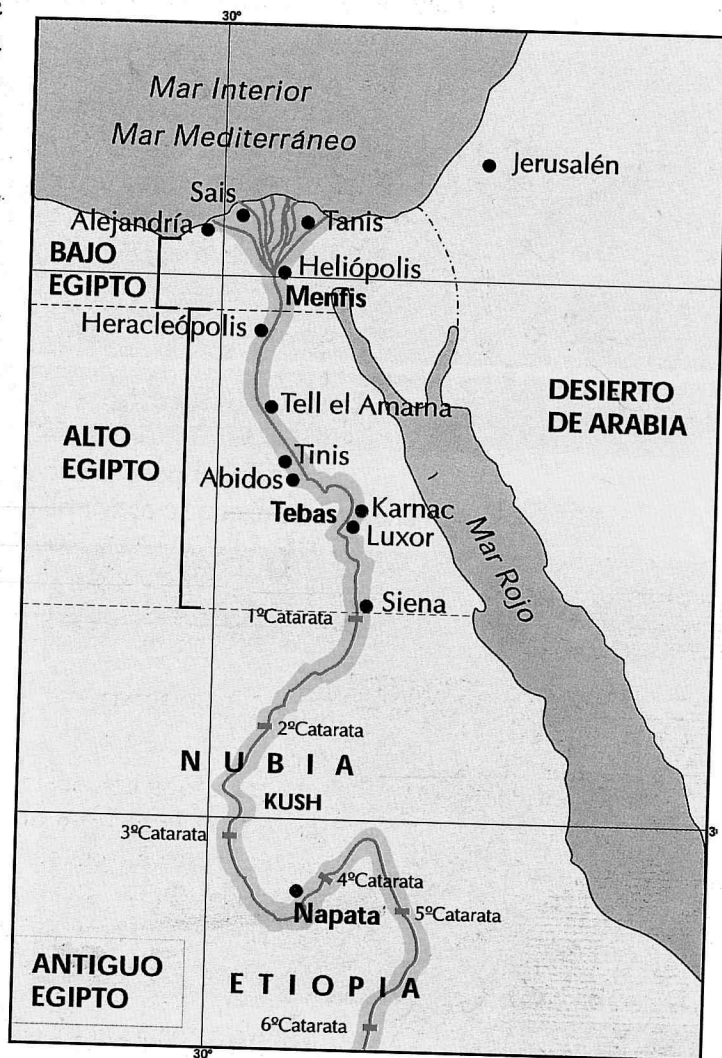 30°
Mar Interior
Mar Mediterráneo
Jerusalén
Sais
Alejandría
Tanis
BAJO
EGIPTO
Heliópolis
Menfis
Heracleópolis
DESIERTO
DE ARABIA
Tell el Amarna
ALTO
EGIPTO
Tinis
Abidos
Karnac
Tebas
Luxor
Mar Rojo
Siena
1ºCatarata
2ºCatarata
NUBIA
KUSH
3ºCatarata
4ºCatarata
Napata
5ºCatarata
ANTIGUO
EGIPTO
ETIOPIA
6ºCatarata
30°